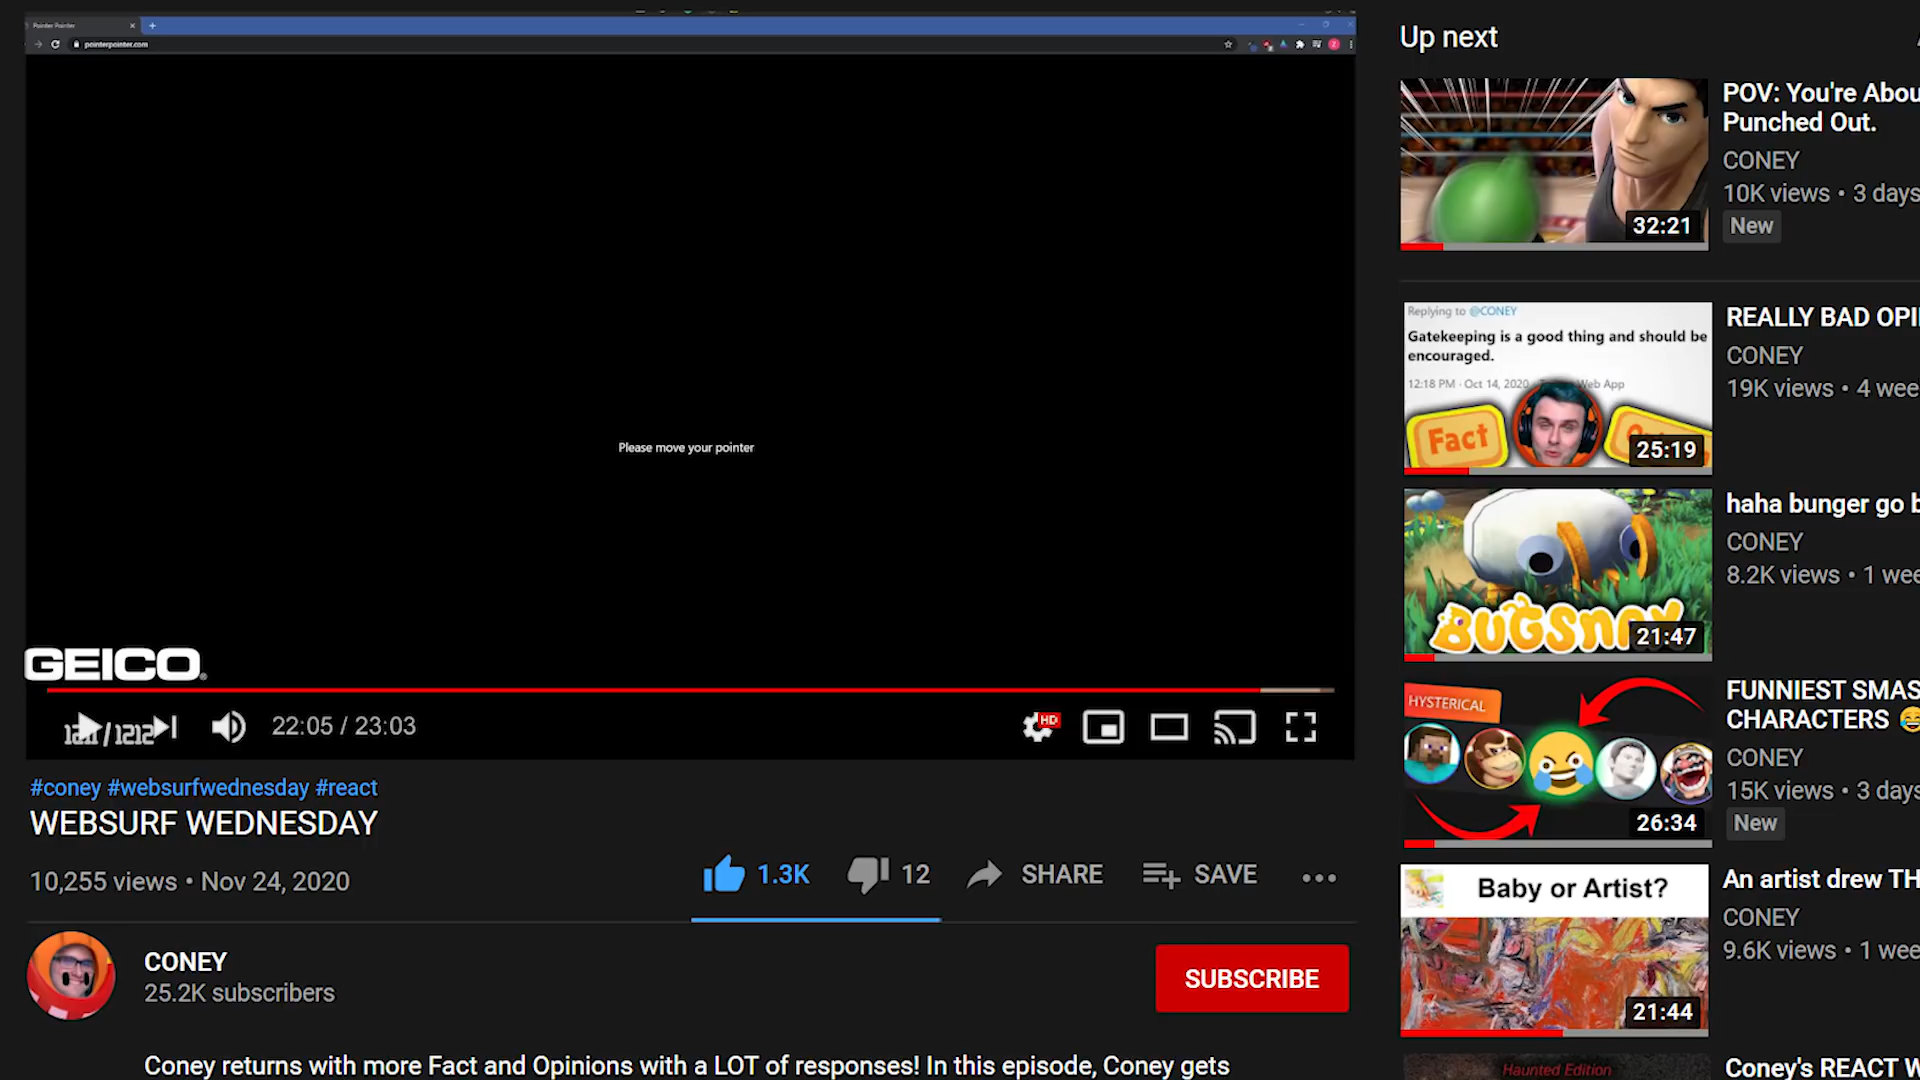 Pointer Pointer
pointerpointer.com
Please move your pointer
GEICO
/ 1212
22:05 / 23:03
HD
#coney #websurfwednesday #react
WEBSURF WEDNESDAY
10,255 views • Nov 24, 2020
1.3K
12
SHARE
SAVE
CONEY
25.2K subscribers
SUBSCRIBE
Coney returns with more Fact and Opinions with a LOT of responses! In this episode, Coney gets
Up next
32:21
POV: You're Abou
Punched Out.
CONEY
10K views • 3 days
New
Replying to @CONEY
Gatekeeping is a good thing and should be
encouraged.
12:18 PM · Oct 14, 2020 Web App
Fact
25:19
REALLY BAD OPI
CONEY
19K views • 4 wee
BUGSNAX
21:47
haha bunger go b
CONEY
8.2K views • 1 wee
HYSTERICAL
26:34
FUNNIEST SMAS
CHARACTERS 😂
CONEY
15K views • 3 days
New
Baby or Artist?
21:44
An artist drew TH
CONEY
9.6K views • 1 wee
Haunted Edition
Coney's REACT W